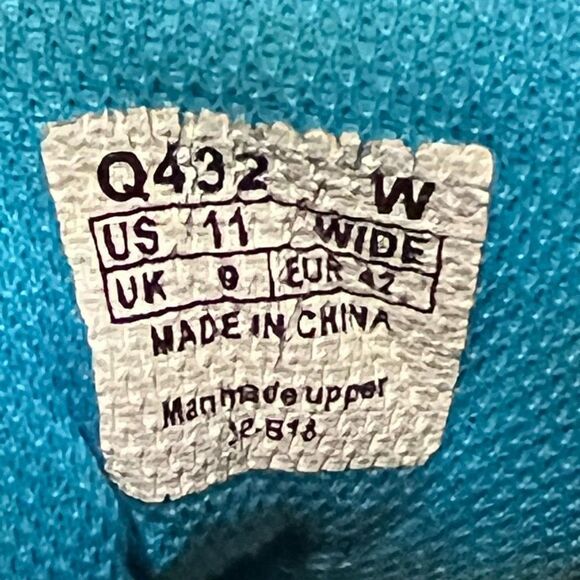 Q432 W
US 11 WIDE
UK 9 EUR 42
MADE IN CHINA
Manmade upper